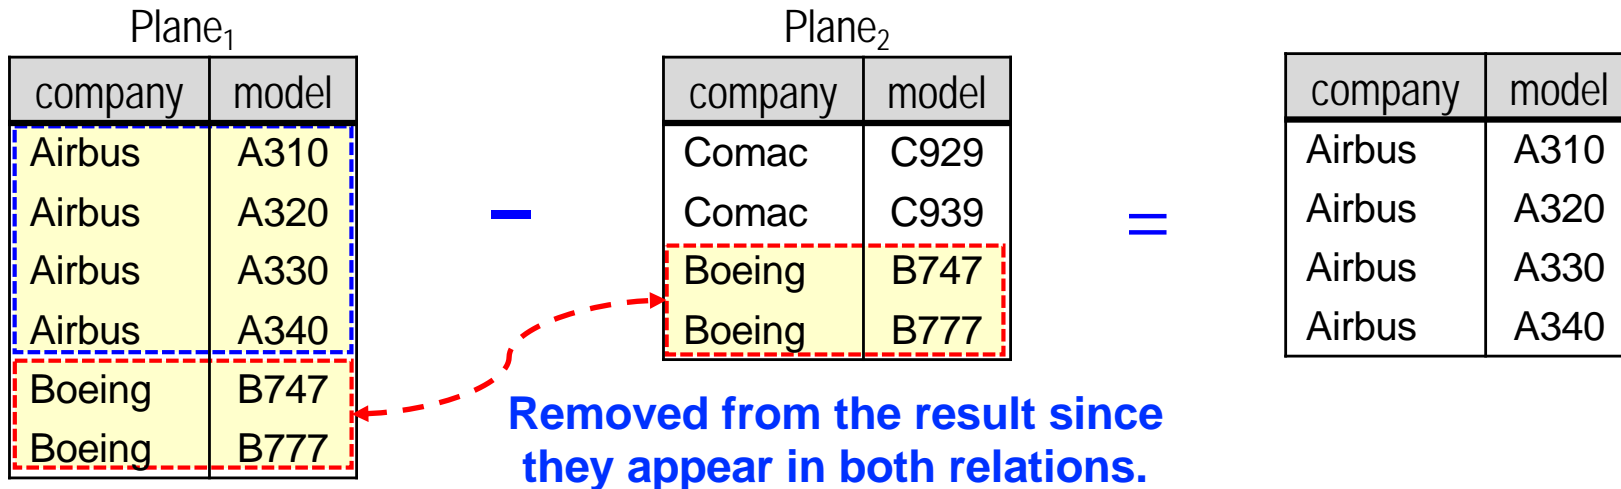 Plane₁
company model
Airbus A310
Airbus A320
Airbus A330
Airbus A340
Boeing B747
Boeing B777
−
Plane₂
company model
Comac C929
Comac C939
Boeing B747
Boeing B777
=
company model
Airbus A310
Airbus A320
Airbus A330
Airbus A340
Removed from the result since
they appear in both relations.